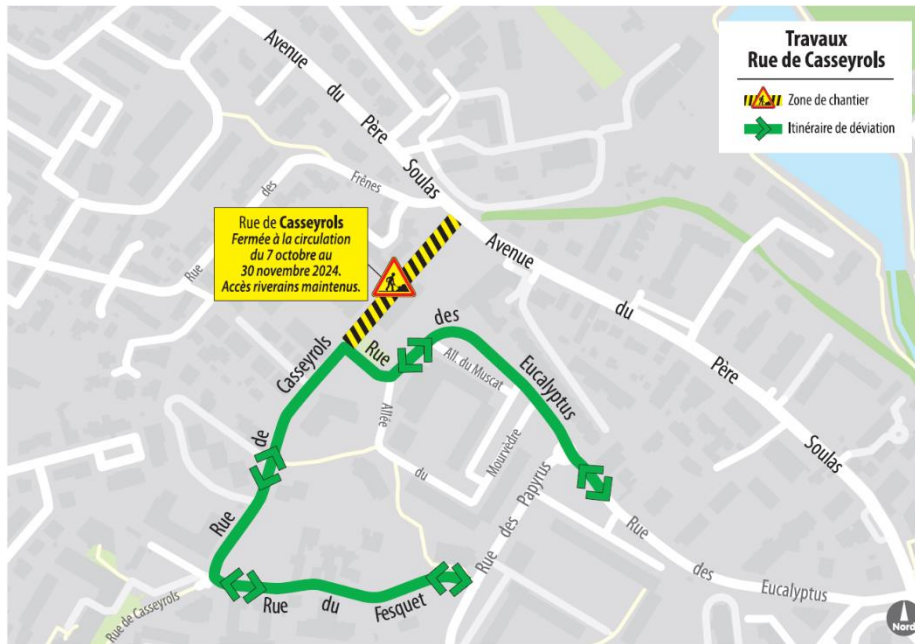 Travaux
Rue de Casseyrols
Zone de chantier
Itinéraire de déviation
Avenue
du
Père
Soulas
Frênes
des
Rue
Rue de Casseyrols
Fermée à la circulation
du 7 octobre au
30 novembre 2024.
Accès riverains maintenus.
Avenue
du
Père
Soulas
Casseyrols
de
Rue
Rue
des
Eucalyptus
All. du Muscat
Allée
du
Mourvèdre
Rue des Papyrus
Rue
des
Eucalyptus
Rue de Casseyrols
Rue
du
Fesquet
Nord